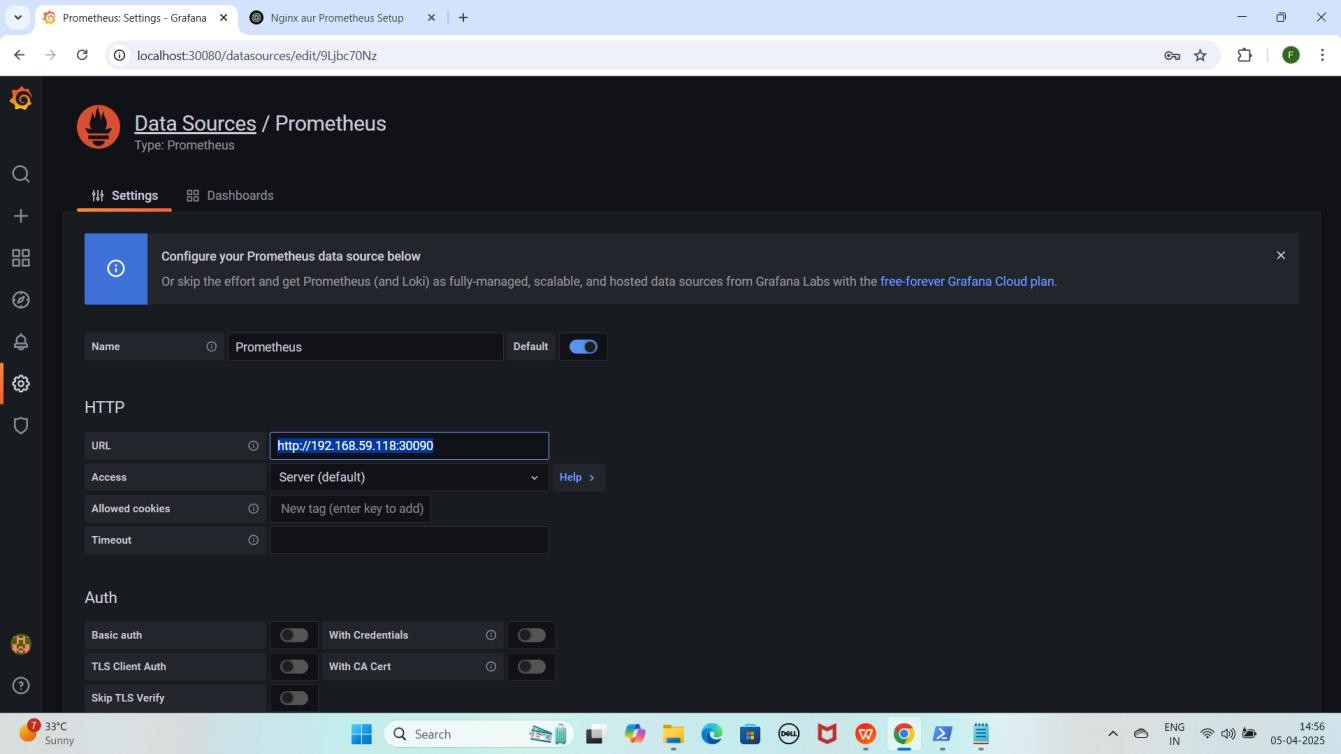 Prometheus: Settings - Grafana
Nginx aur Prometheus Setup
localhost:30080/datasources/edit/9Ljbc70Nz
F
Data Sources / Prometheus
Type: Prometheus
Settings
Dashboards
Configure your Prometheus data source below
Or skip the effort and get Prometheus (and Loki) as fully-managed, scalable, and hosted data sources from Grafana Labs with the free-forever Grafana Cloud plan.
Name
Prometheus
Default
HTTP
URL
http://192.168.59.118:30090
Access
Server (default)
Help
Allowed cookies
New tag (enter key to add)
Timeout
Auth
Basic auth
With Credentials
TLS Client Auth
With CA Cert
Skip TLS Verify
7
33°C
Sunny
Search
DELL
W
ENG
IN
14:56
05-04-2025